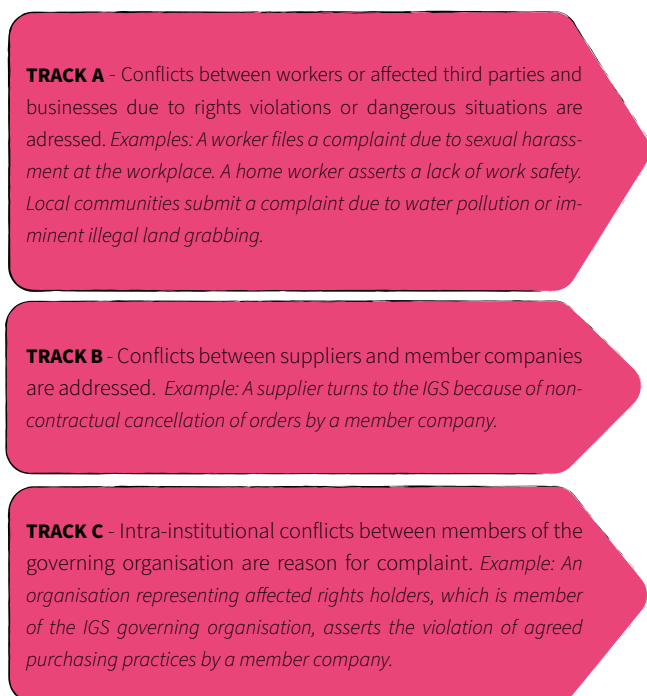 TRACK A - Conflicts between workers or affected third parties and
businesses due to rights violations or dangerous situations are
adressed. Examples: A worker files a complaint due to sexual harass-
ment at the workplace. A home worker asserts a lack of work safety.
Local communities submit a complaint due to water pollution or im-
minent illegal land grabbing.
TRACK B - Conflicts between suppliers and member companies
are addressed. Example: A supplier turns to the IGS because of non-
contractual cancellation of orders by a member company.
TRACK C - Intra-institutional conflicts between members of the
governing organisation are reason for complaint. Example: An
organisation representing affected rights holders, which is member
of the IGS governing organisation, asserts the violation of agreed
purchasing practices by a member company.